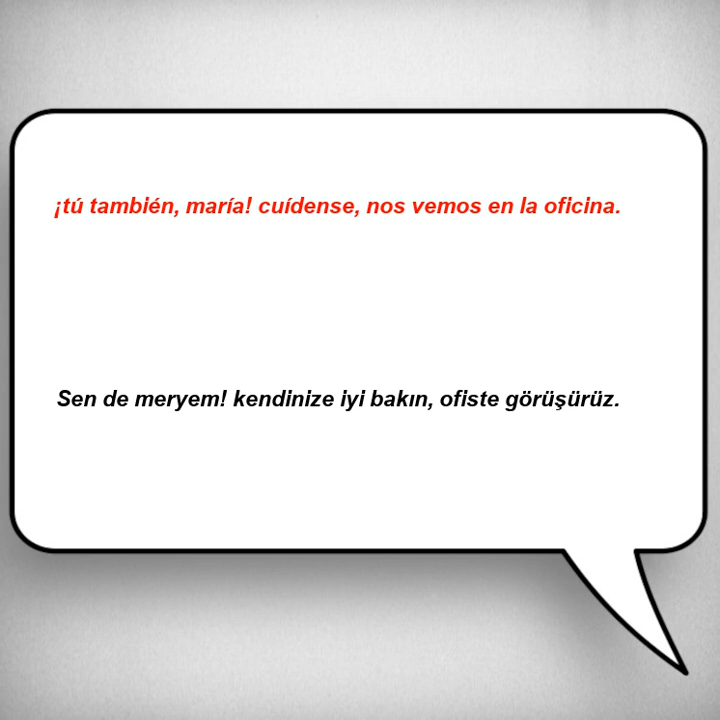 ¡tú también, maría! cuídense, nos vemos en la oficina.
Sen de meryem! kendinize iyi bakın, ofiste görüşürüz.